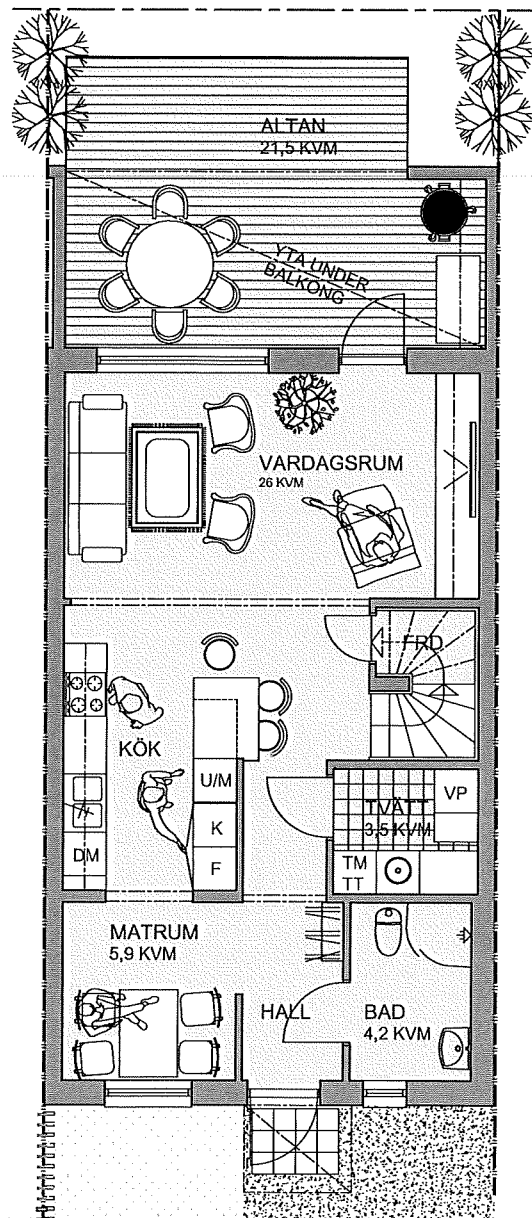 ALTAN
21,5 KVM
YTA UNDER
BALKONG
VARDAGSRUM
26 KVM
FRD
KÖK
U/M
K
F
DM
TVÄTT
3,5 KVM
VP
TM
TT
MATRUM
5,9 KVM
HALL
BAD
4,2 KVM